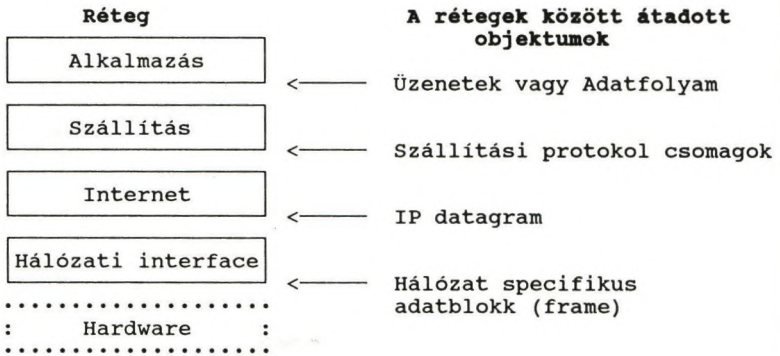 Réteg
A rétegek között átadott
objektumok
Alkalmazás
<—— Üzenetek vagy Adatfolyam
Szállítás
<—— Szállítási protokol csomagok
Internet
<—— IP datagram
Hálózati interface
<—— Hálózat specifikus
adatblokk (frame)
: Hardware :